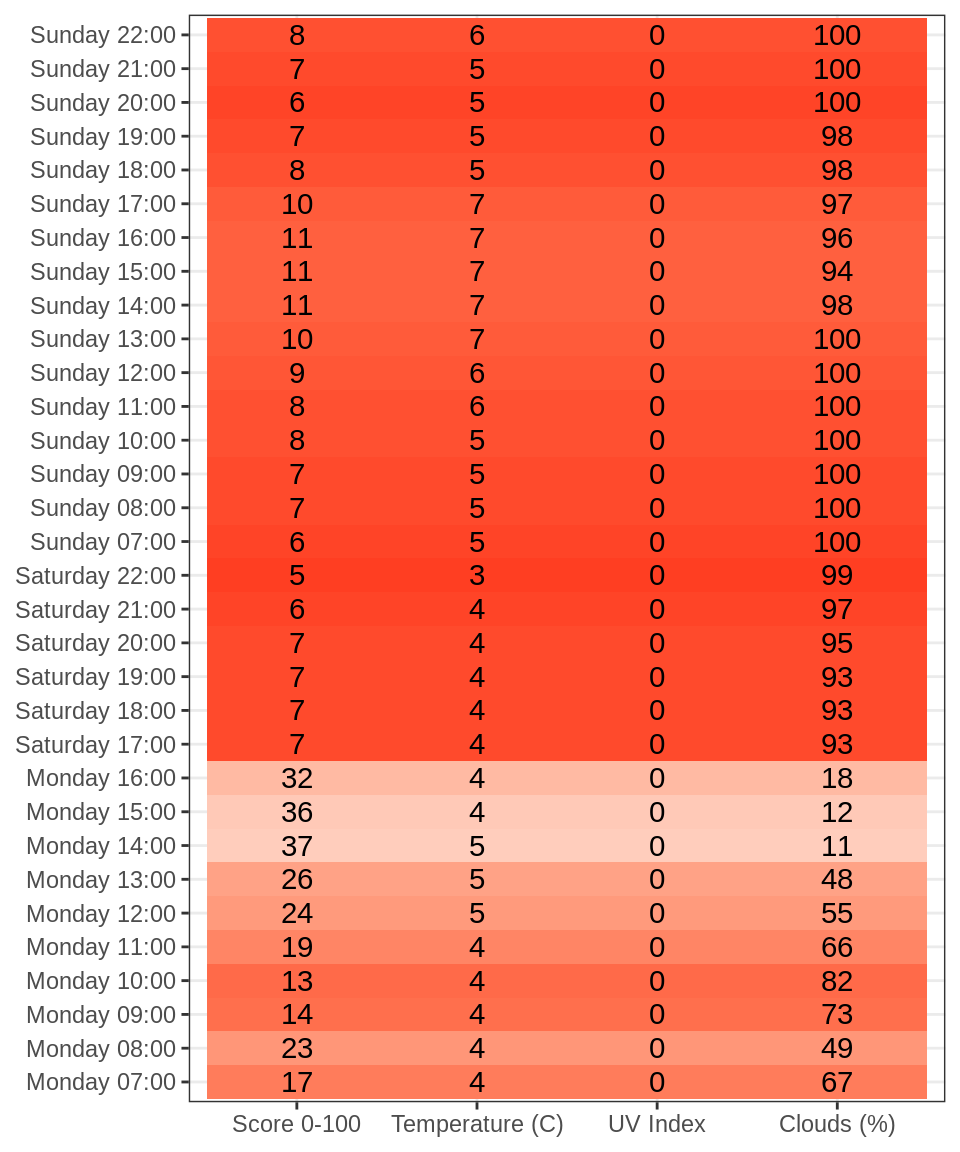 Sunday 22:00 8 6 0 100
Sunday 21:00 7 5 0 100
Sunday 20:00 6 5 0 100
Sunday 19:00 7 5 0 98
Sunday 18:00 8 5 0 98
Sunday 17:00 10 7 0 97
Sunday 16:00 11 7 0 96
Sunday 15:00 11 7 0 94
Sunday 14:00 11 7 0 98
Sunday 13:00 10 7 0 100
Sunday 12:00 9 6 0 100
Sunday 11:00 8 6 0 100
Sunday 10:00 8 5 0 100
Sunday 09:00 7 5 0 100
Sunday 08:00 7 5 0 100
Sunday 07:00 6 5 0 100
Saturday 22:00 5 3 0 99
Saturday 21:00 6 4 0 97
Saturday 20:00 7 4 0 95
Saturday 19:00 7 4 0 93
Saturday 18:00 7 4 0 93
Saturday 17:00 7 4 0 93
Monday 16:00 32 4 0 18
Monday 15:00 36 4 0 12
Monday 14:00 37 5 0 11
Monday 13:00 26 5 0 48
Monday 12:00 24 5 0 55
Monday 11:00 19 4 0 66
Monday 10:00 13 4 0 82
Monday 09:00 14 4 0 73
Monday 08:00 23 4 0 49
Monday 07:00 17 4 0 67
Score 0-100 Temperature (C) UV Index Clouds (%)